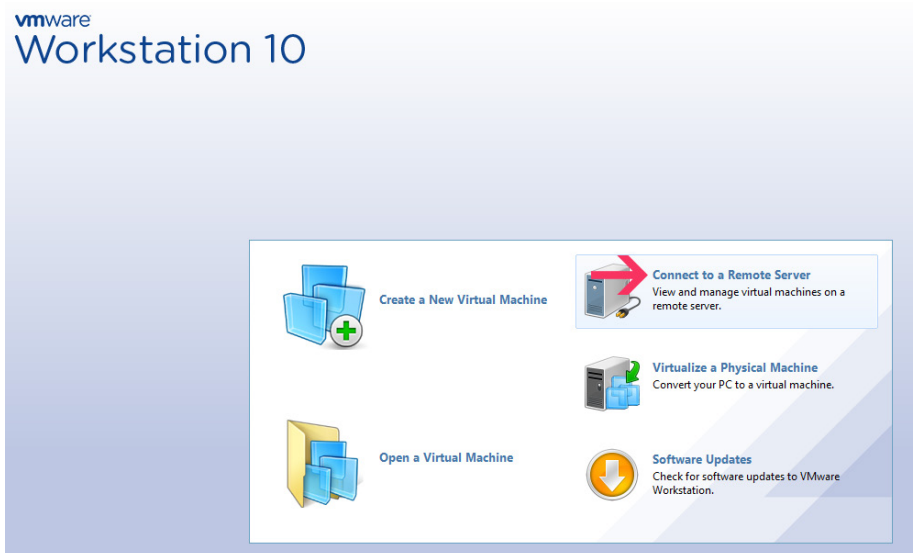 vmware
Workstation 10
Create a New Virtual Machine
Connect to a Remote Server
View and manage virtual machines on a
remote server.
Virtualize a Physical Machine
Convert your PC to a virtual machine.
Open a Virtual Machine
Software Updates
Check for software updates to VMware
Workstation.